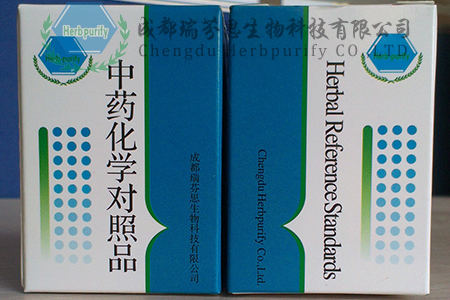 Herbpurify
成都瑞芬思生物科技有限公司
Chengdu Herbpurify CO.,LTD.
Herbpurify
中药化学对照品
成都瑞芬思生物科技有限公司
Herbpurify
Herbal Reference Standards
Chengdu Herbpurify Co.,Ltd.